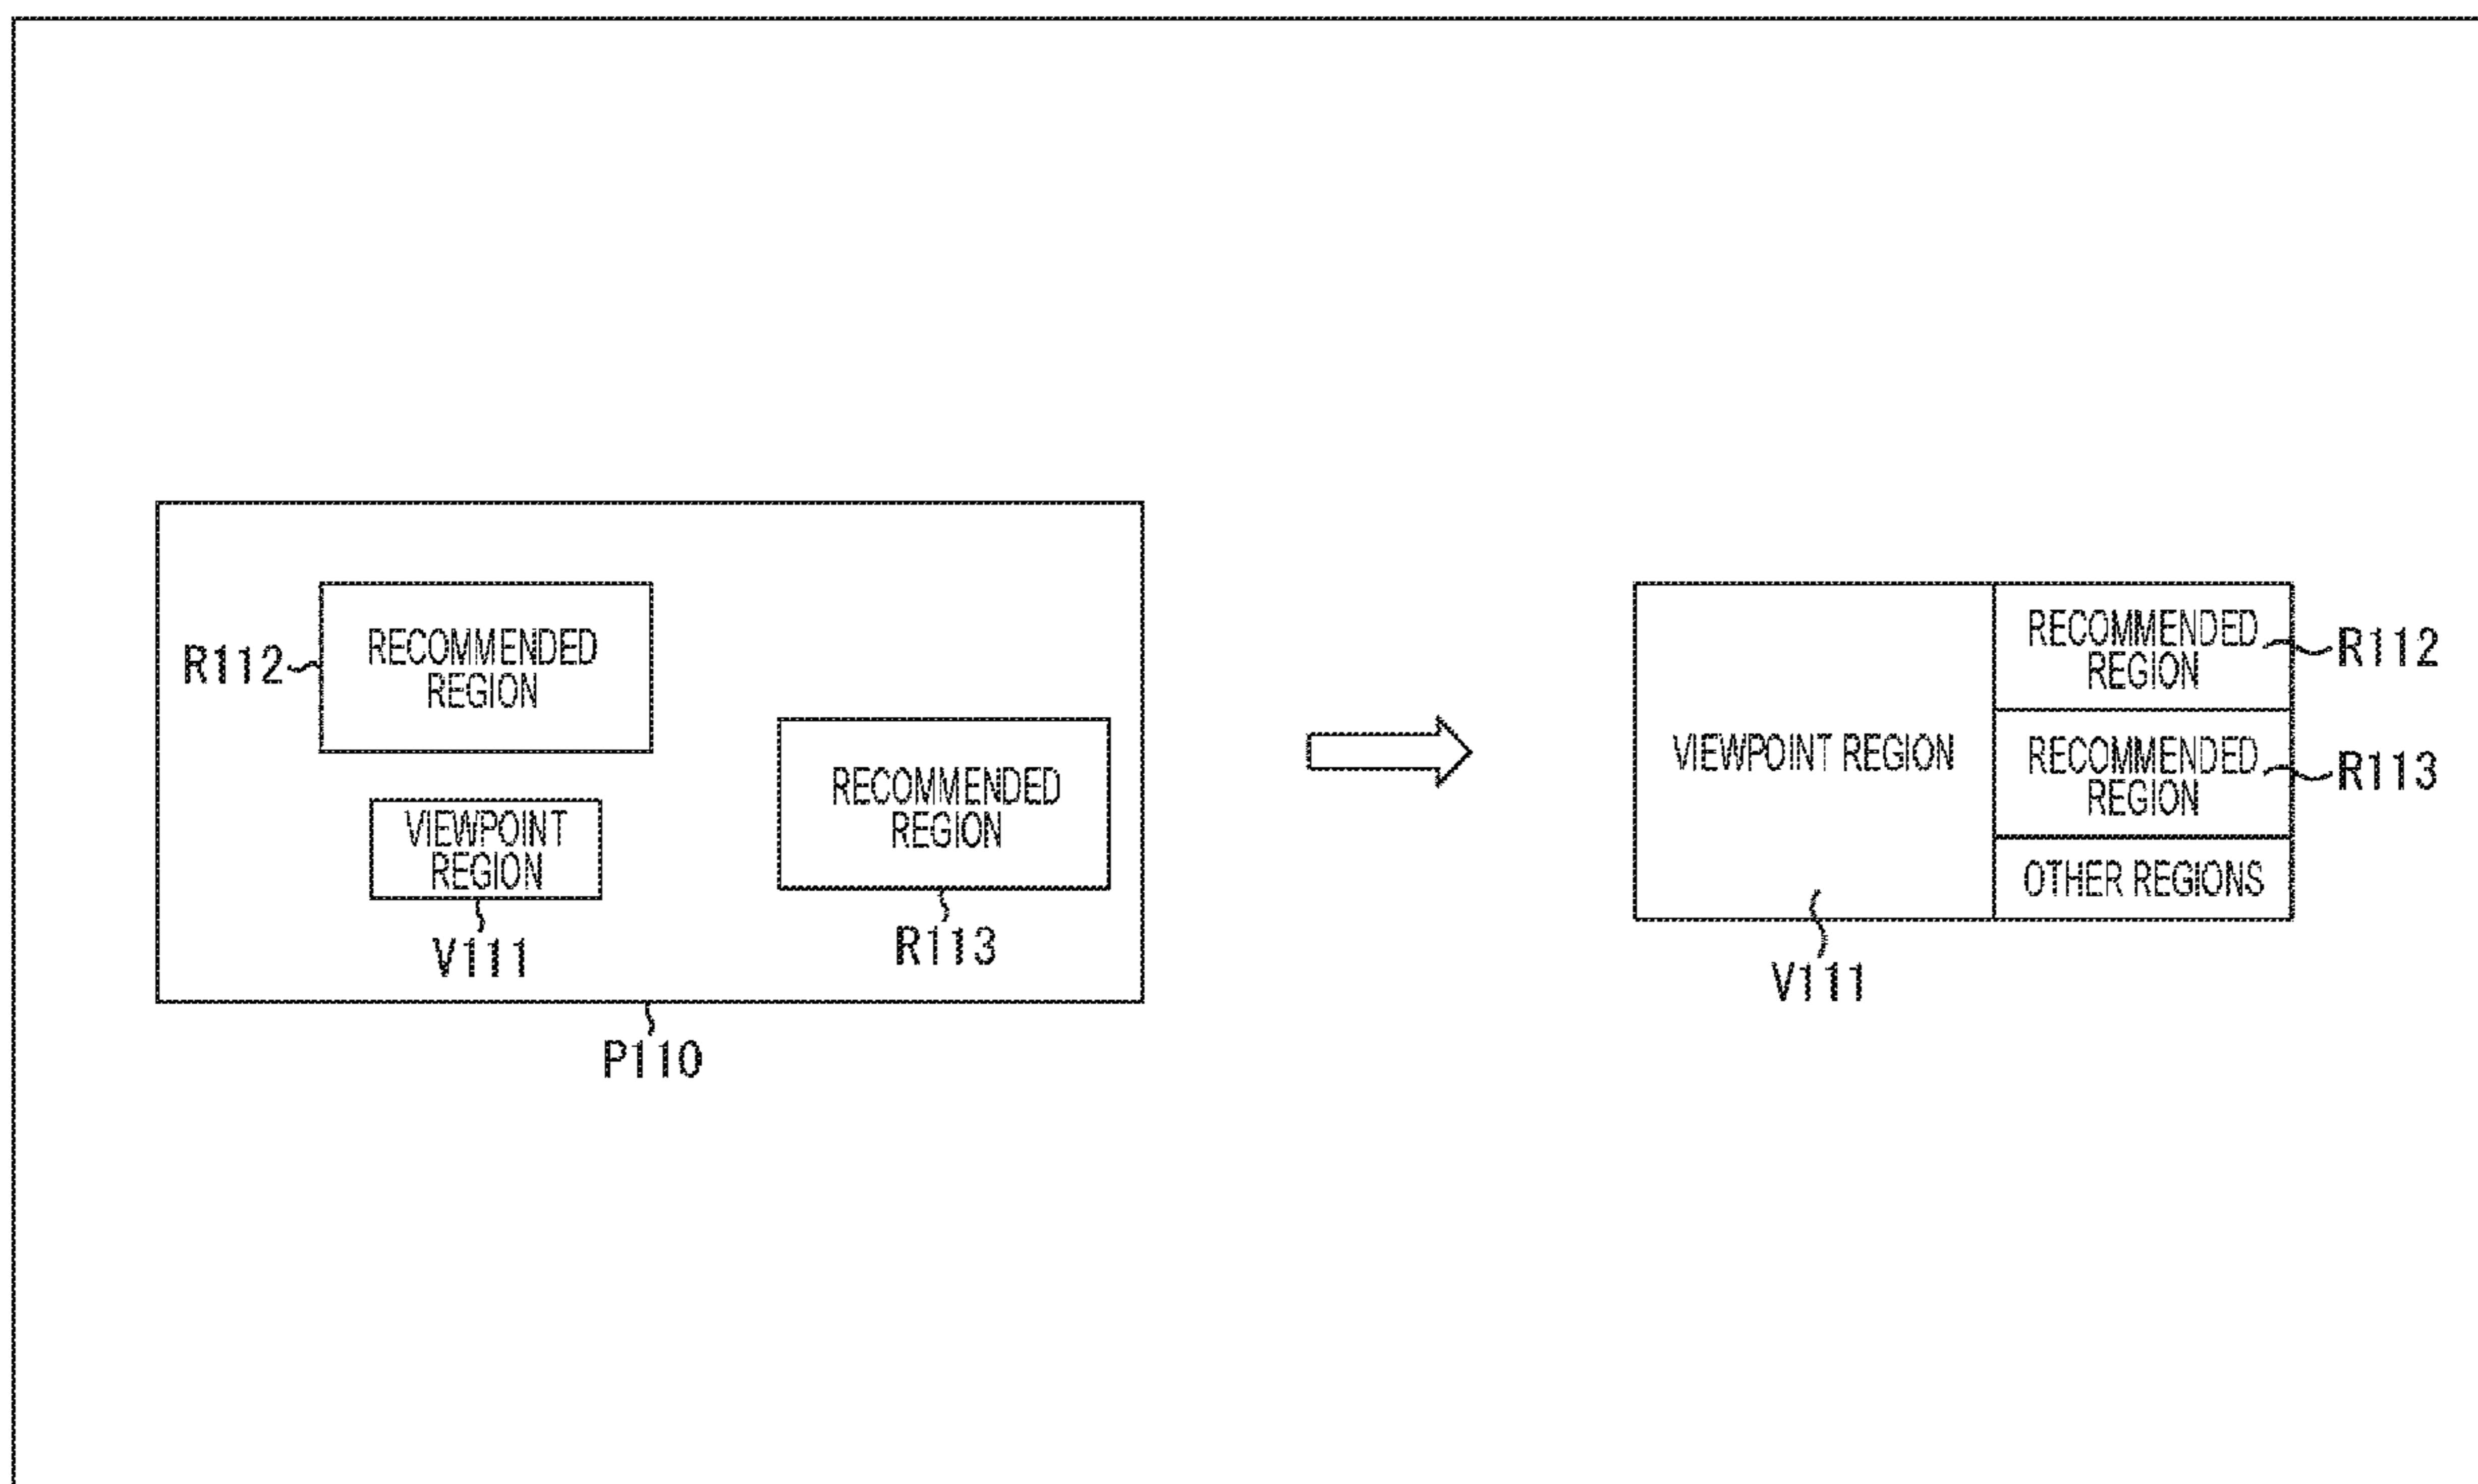 RECOMMENDED
REGION
R112
RECOMMENDED
REGION
R113
VIEWPOINT
REGION
V111
P110
VIEWPOINT REGION
V111
RECOMMENDED
REGION
R112
RECOMMENDED
REGION
R113
OTHER REGIONS